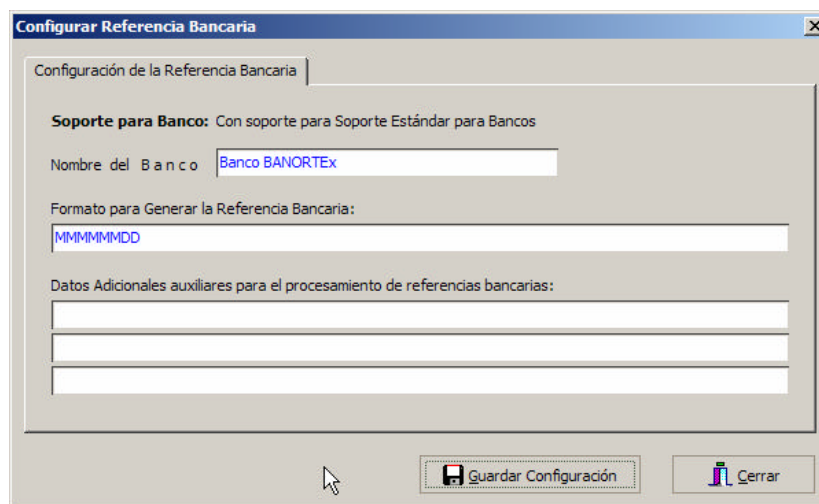 Configurar Referencia Bancaria
Configuración de la Referencia Bancaria
Soporte para Banco: Con soporte para Soporte Estándar para Bancos
Nombre del Banco Banco BANORTEx
Formato para Generar la Referencia Bancaria:
MMMMMMDD
Datos Adicionales auxiliares para el procesamiento de referencias bancarias:
Guardar Configuración Cerrar